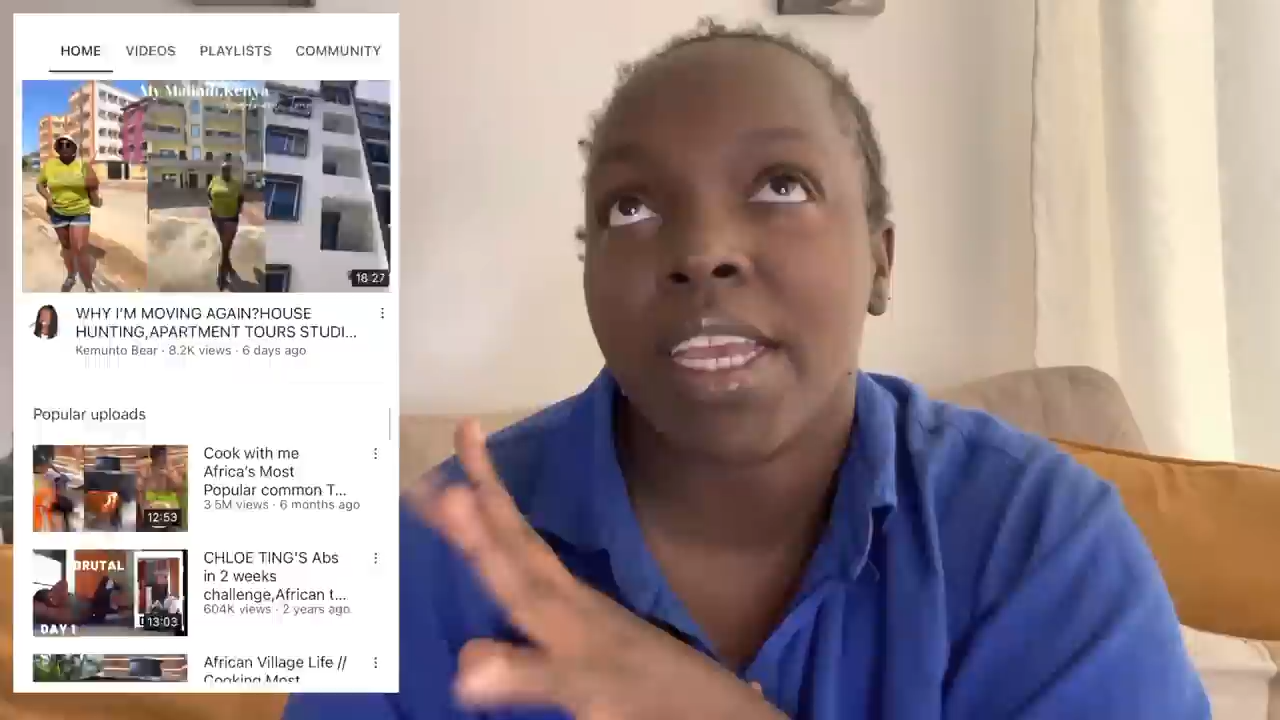 HOME VIDEOS PLAYLISTS COMMUNITY
My Malindi, Kenya
18:27
WHY I'M MOVING AGAIN?HOUSE
HUNTING,APARTMENT TOURS STUDI...
Kemunto Bear · 8.2K views · 6 days ago
Popular uploads
Cook with me
Africa's Most
Popular common T...
3.5M views · 6 months ago
12:53
CHLOE TING'S Abs
in 2 weeks
challenge,African t...
604K views · 2 years ago
BRUTAL
DAY 1
13:03
African Village Life //
Cooking Most